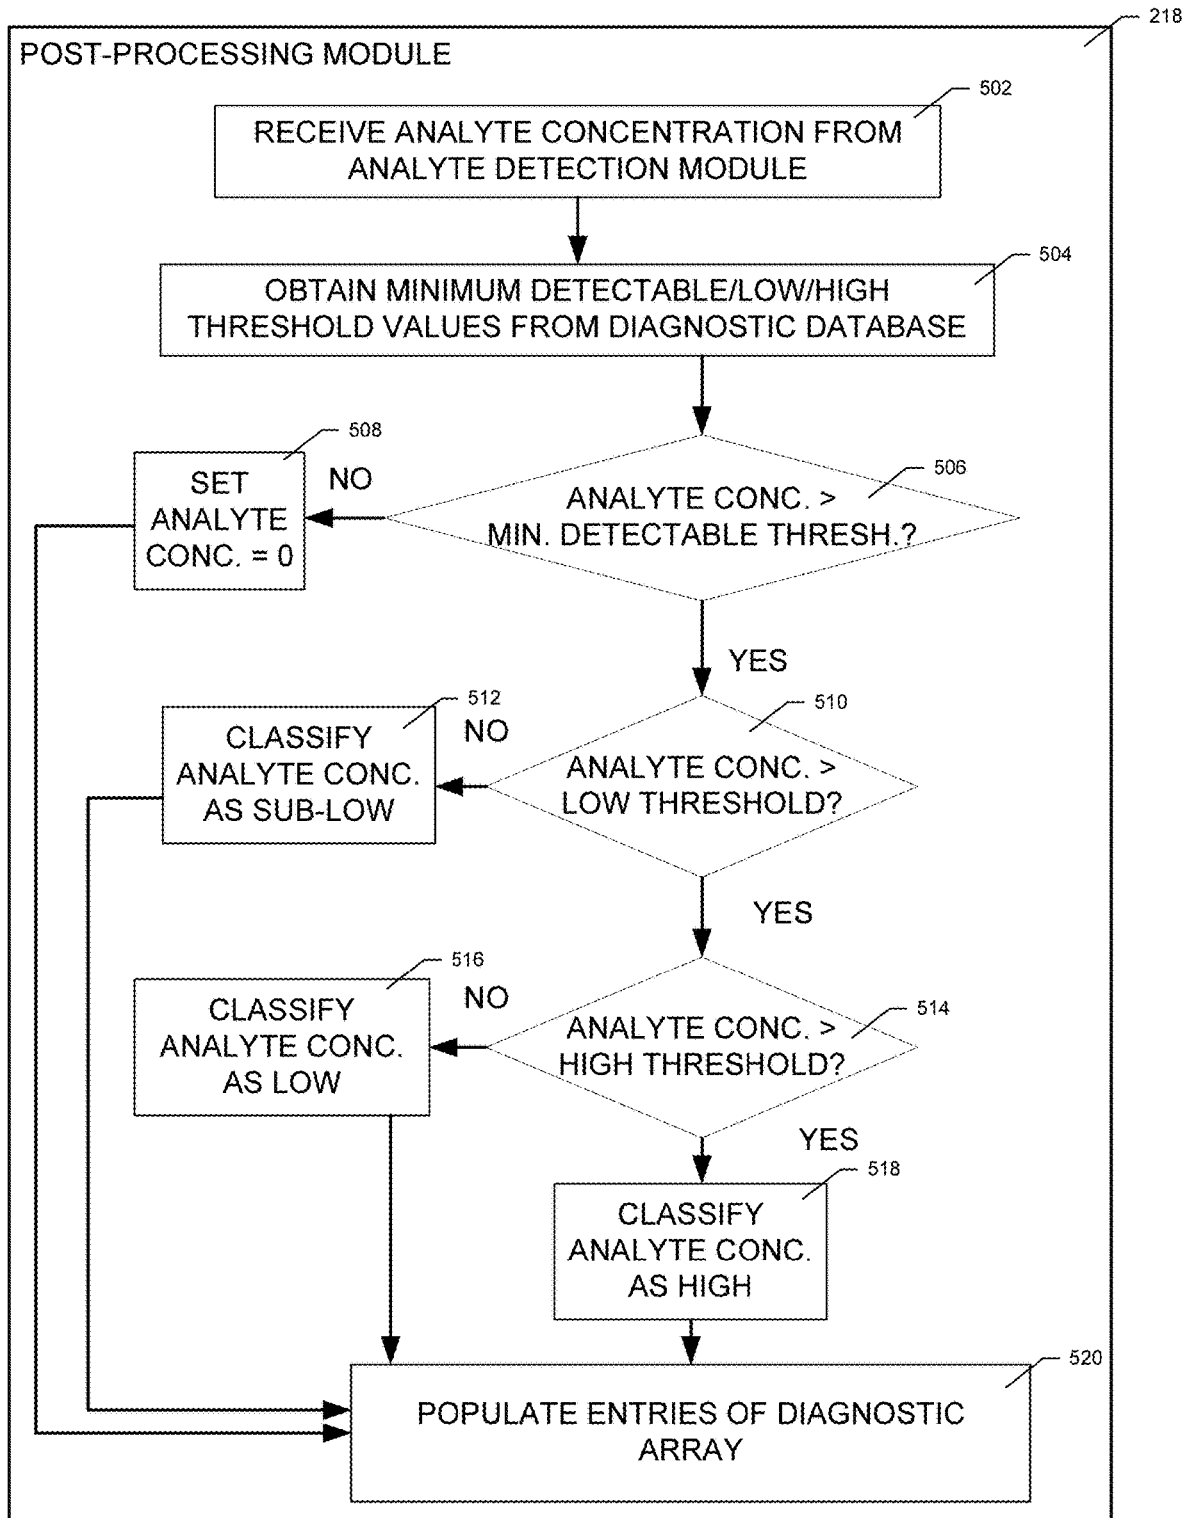 218
POST-PROCESSING MODULE
502
RECEIVE ANALYTE CONCENTRATION FROM
ANALYTE DETECTION MODULE
504
OBTAIN MINIMUM DETECTABLE/LOW/HIGH
THRESHOLD VALUES FROM DIAGNOSTIC DATABASE
508
SET
ANALYTE
CONC. = 0
NO
506
ANALYTE CONC. >
MIN. DETECTABLE THRESH.?
YES
512
CLASSIFY
ANALYTE CONC.
AS SUB-LOW
NO
510
ANALYTE CONC. >
LOW THRESHOLD?
YES
516
CLASSIFY
ANALYTE CONC.
AS LOW
NO
514
ANALYTE CONC. >
HIGH THRESHOLD?
YES
518
CLASSIFY
ANALYTE CONC.
AS HIGH
520
POPULATE ENTRIES OF DIAGNOSTIC
ARRAY